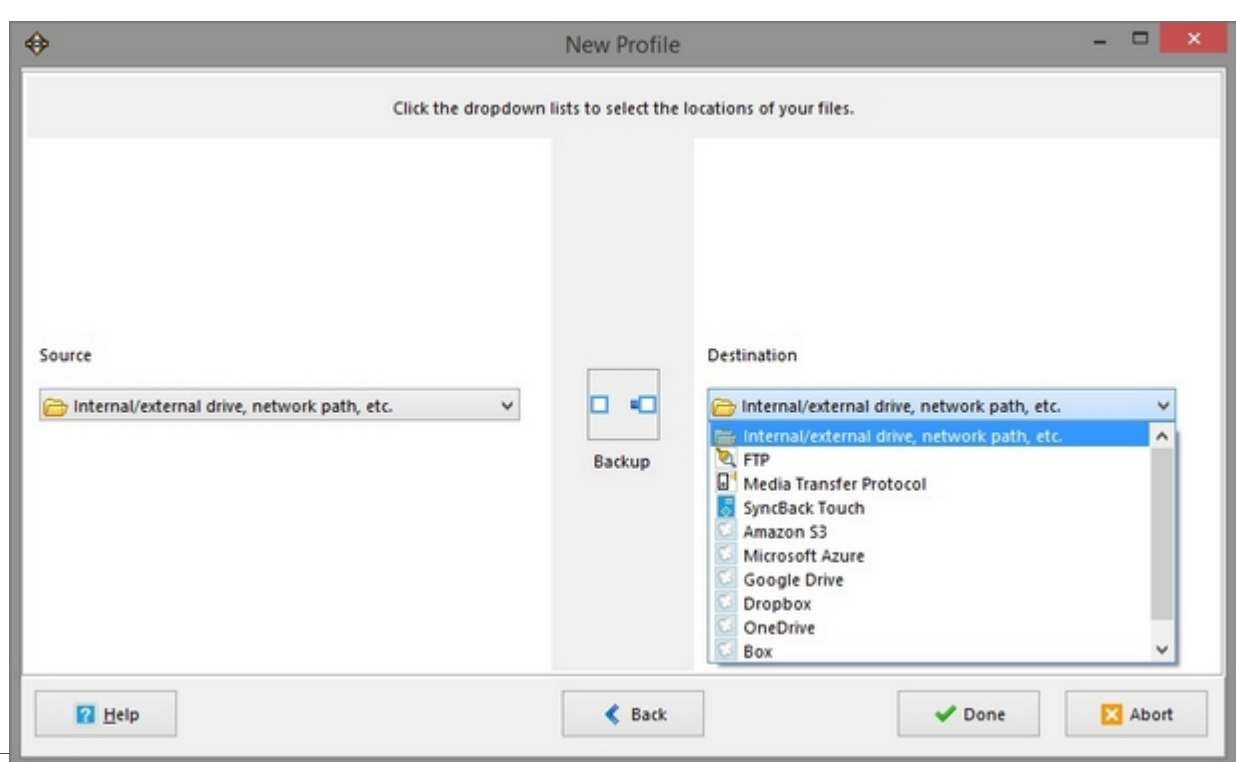 New Profile
Click the dropdown lists to select the locations of your files.
Source
Internal/external drive, network path, etc.
Backup
Destination
Internal/external drive, network path, etc.
Internal/external drive, network path, etc.
FTP
Media Transfer Protocol
SyncBack Touch
Amazon S3
Microsoft Azure
Google Drive
Dropbox
OneDrive
Box
Help
Back
Done
Abort